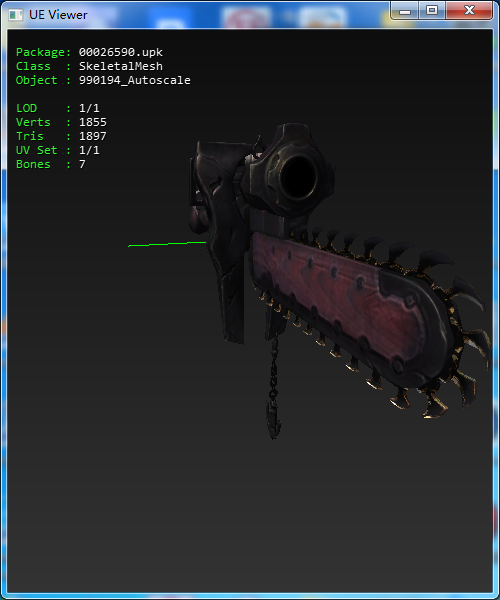 UE Viewer
Package: 00026590.upk
Class : SkeletalMesh
Object : 990194_Autoscale
LOD : 1/1
Verts : 1855
Tris : 1897
UV Set : 1/1
Bones : 7